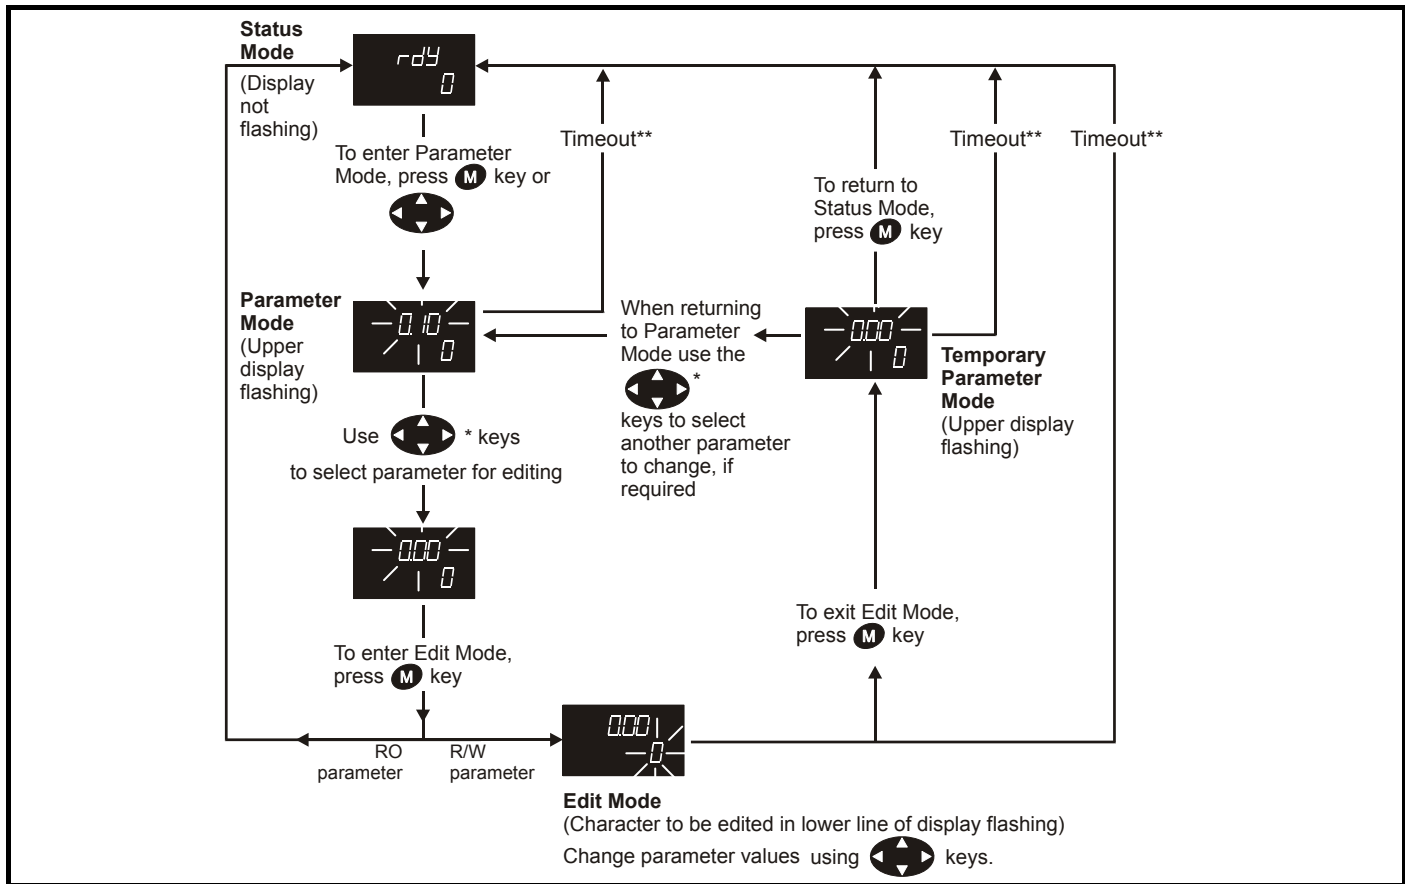 Status
Mode
(Display
not
flashing)
rdY
0
To enter Parameter
Mode, press M key or
Timeout**
Timeout**
Timeout**
To return to
Status Mode,
press M key
Parameter
Mode
(Upper
display
flashing)
0.10
0
When returning
to Parameter
Mode use the
*
keys to select
another parameter
to change, if
required
0.00
0
Temporary
Parameter
Mode
(Upper display
flashing)
Use * keys
to select parameter for editing
0.00
0
To enter Edit Mode,
press M key
To exit Edit Mode,
press M key
RO
parameter
R/W
parameter
0.00
0
Edit Mode
(Character to be edited in lower line of display flashing)
Change parameter values using keys.